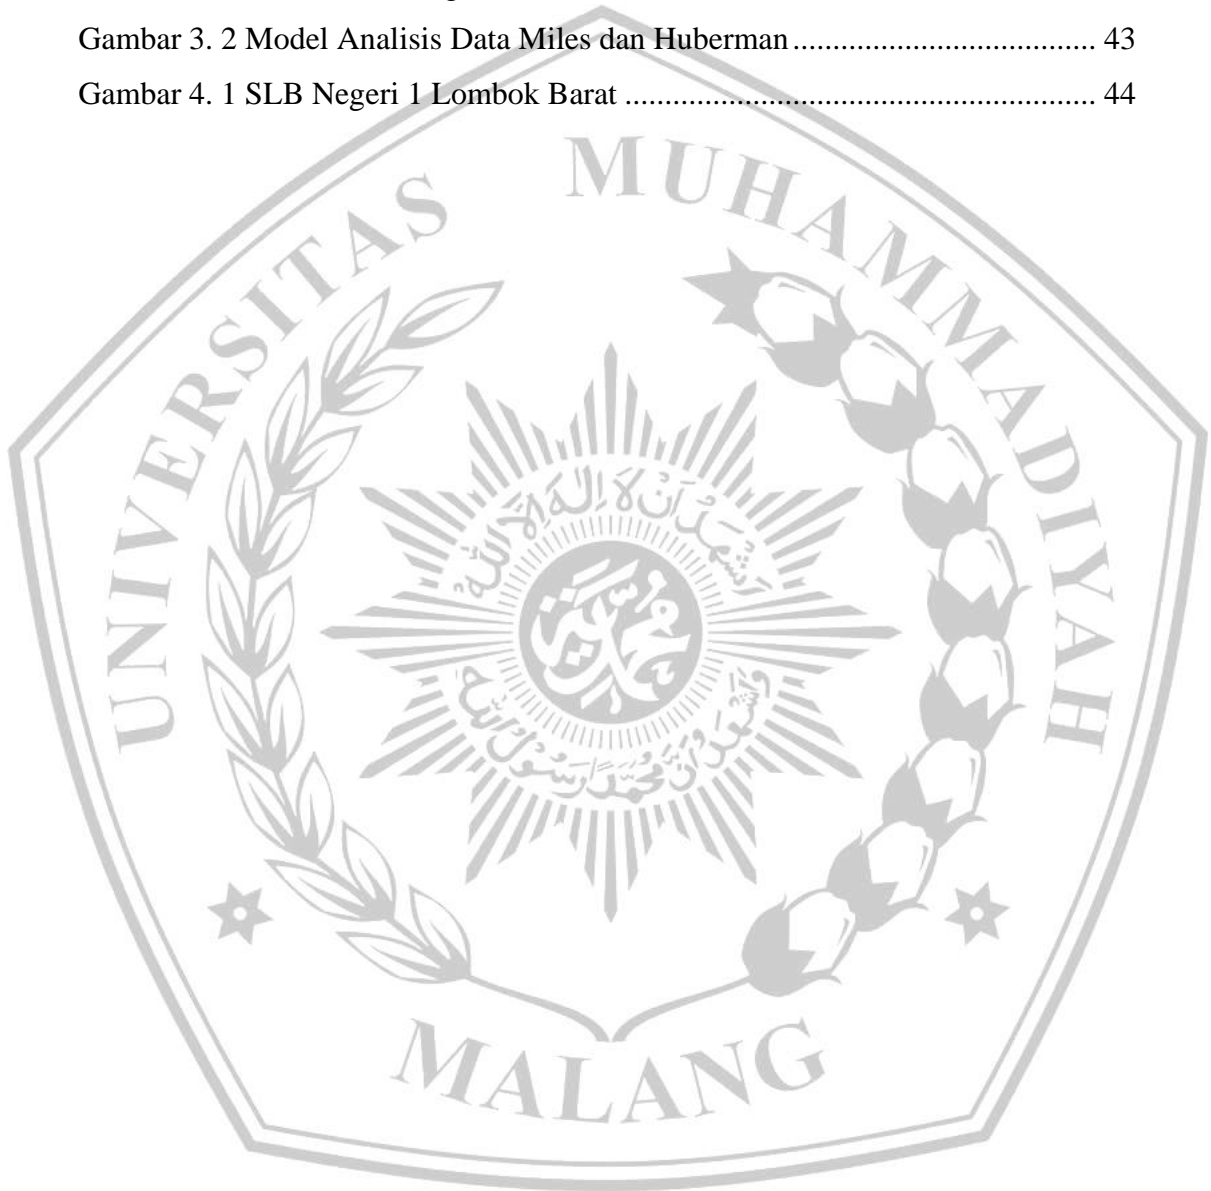 Gambar 3. 2 Model Analisis Data Miles dan Huberman ..................................... 43
Gambar 4. 1 SLB Negeri 1 Lombok Barat ........................................................... 44
UNIVERSITAS MUHAMMADIYAH
MALANG